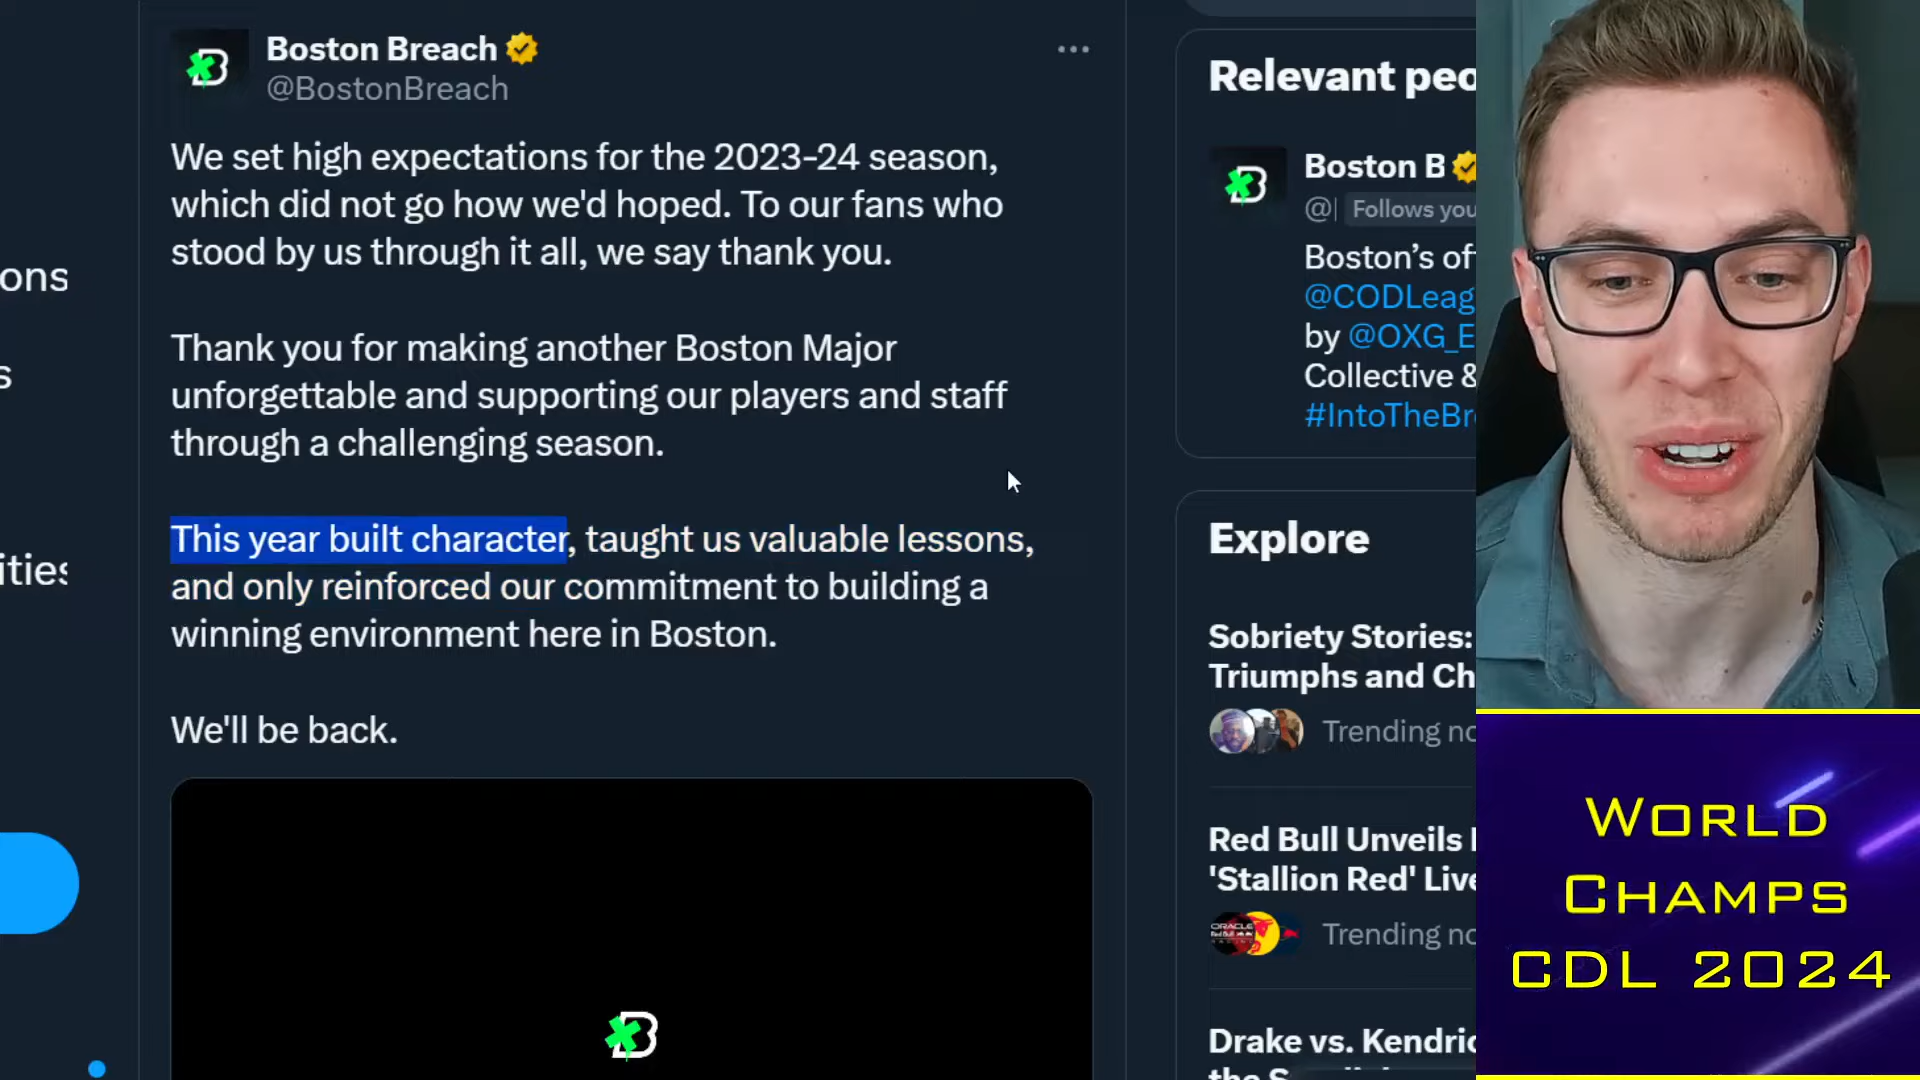 ons
s
ities
Boston Breach
@BostonBreach
We set high expectations for the 2023-24 season,
which did not go how we'd hoped. To our fans who
stood by us through it all, we say thank you.
Thank you for making another Boston Major
unforgettable and supporting our players and staff
through a challenging season.
This year built character, taught us valuable lessons,
and only reinforced our commitment to building a
winning environment here in Boston.
We'll be back.
B
Relevant peo
Boston B
@ Follows you
Boston’s of
@CODLeag
by @OXG_E
Collective &
#IntoTheBr
Explore
Sobriety Stories:
Triumphs and Ch
Trending no
Red Bull Unveils
'Stallion Red' Live
Trending no
Drake vs. Kendric
the S
WORLD
CHAMPS
CDL 2024